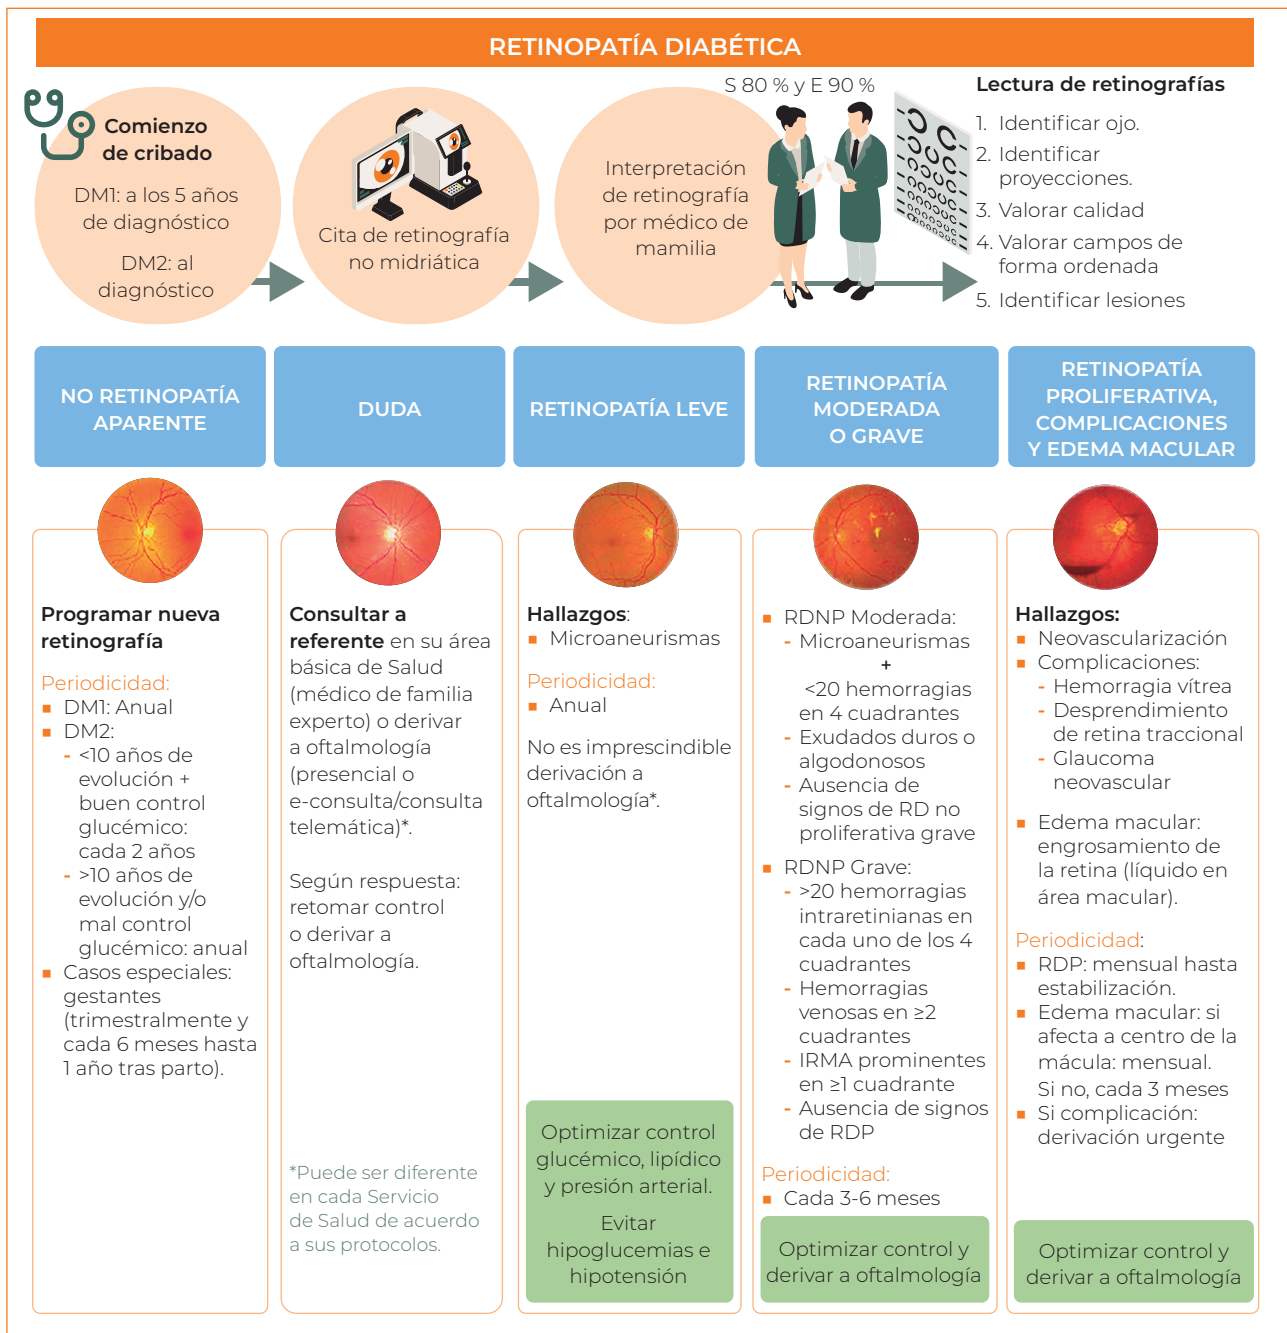 RETINOPATÍA DIABÉTICA
Comienzo
de cribado
DM1: a los 5 años
de diagnóstico
DM2: al
diagnóstico
Cita de retinografía
no midriática
Interpretación
de retinografía
por médico de
mamilia
S 80 % y E 90 %
Lectura de retinografías
1. Identificar ojo.
2. Identificar
proyecciones.
3. Valorar calidad
4. Valorar campos de
forma ordenada
5. Identificar lesiones
NO RETINOPATÍA
APARENTE
DUDA
RETINOPATÍA LEVE
RETINOPATÍA
MODERADA
O GRAVE
RETINOPATÍA
PROLIFERATIVA,
COMPLICACIONES
Y EDEMA MACULAR
Programar nueva
retinografía
Periodicidad:
■ DM1: Anual
■ DM2:
- <10 años de
evolución +
buen control
glucémico:
cada 2 años
- >10 años de
evolución y/o
mal control
glucémico: anual
■ Casos especiales:
gestantes
(trimestralmente y
cada 6 meses hasta
1 año tras parto).
Consultar a
referente en su área
básica de Salud
(médico de familia
experto) o derivar
a oftalmología
(presencial o
e-consulta/consulta
telemática)*.
Según respuesta:
retomar control
o derivar a
oftalmología.
*Puede ser diferente
en cada Servicio
de Salud de acuerdo
a sus protocolos.
Hallazgos:
■ Microaneurismas
Periodicidad:
■ Anual
No es imprescindible
derivación a
oftalmología*.
Optimizar control
glucémico, lipídico
y presión arterial.
Evitar
hipoglucemias e
hipotensión
■ RDNP Moderada:
- Microaneurismas
+
<20 hemorragias
en 4 cuadrantes
- Exudados duros o
algodonosos
- Ausencia de
signos de RD no
proliferativa grave
■ RDNP Grave:
- >20 hemorragias
intraretinianas en
cada uno de los 4
cuadrantes
- Hemorragias
venosas en ≥2
cuadrantes
- IRMA prominentes
en ≥1 cuadrante
- Ausencia de signos
de RDP
Periodicidad:
■ Cada 3-6 meses
Optimizar control y
derivar a oftalmología
Hallazgos:
■ Neovascularización
■ Complicaciones:
- Hemorragia vítrea
- Desprendimiento
de retina traccional
- Glaucoma
neovascular
■ Edema macular:
engrosamiento de
la retina (líquido en
área macular).
Periodicidad:
■ RDP: mensual hasta
estabilización.
■ Edema macular: si
afecta a centro de la
mácula: mensual.
Si no, cada 3 meses
■ Si complicación:
derivación urgente
Optimizar control y
derivar a oftalmología